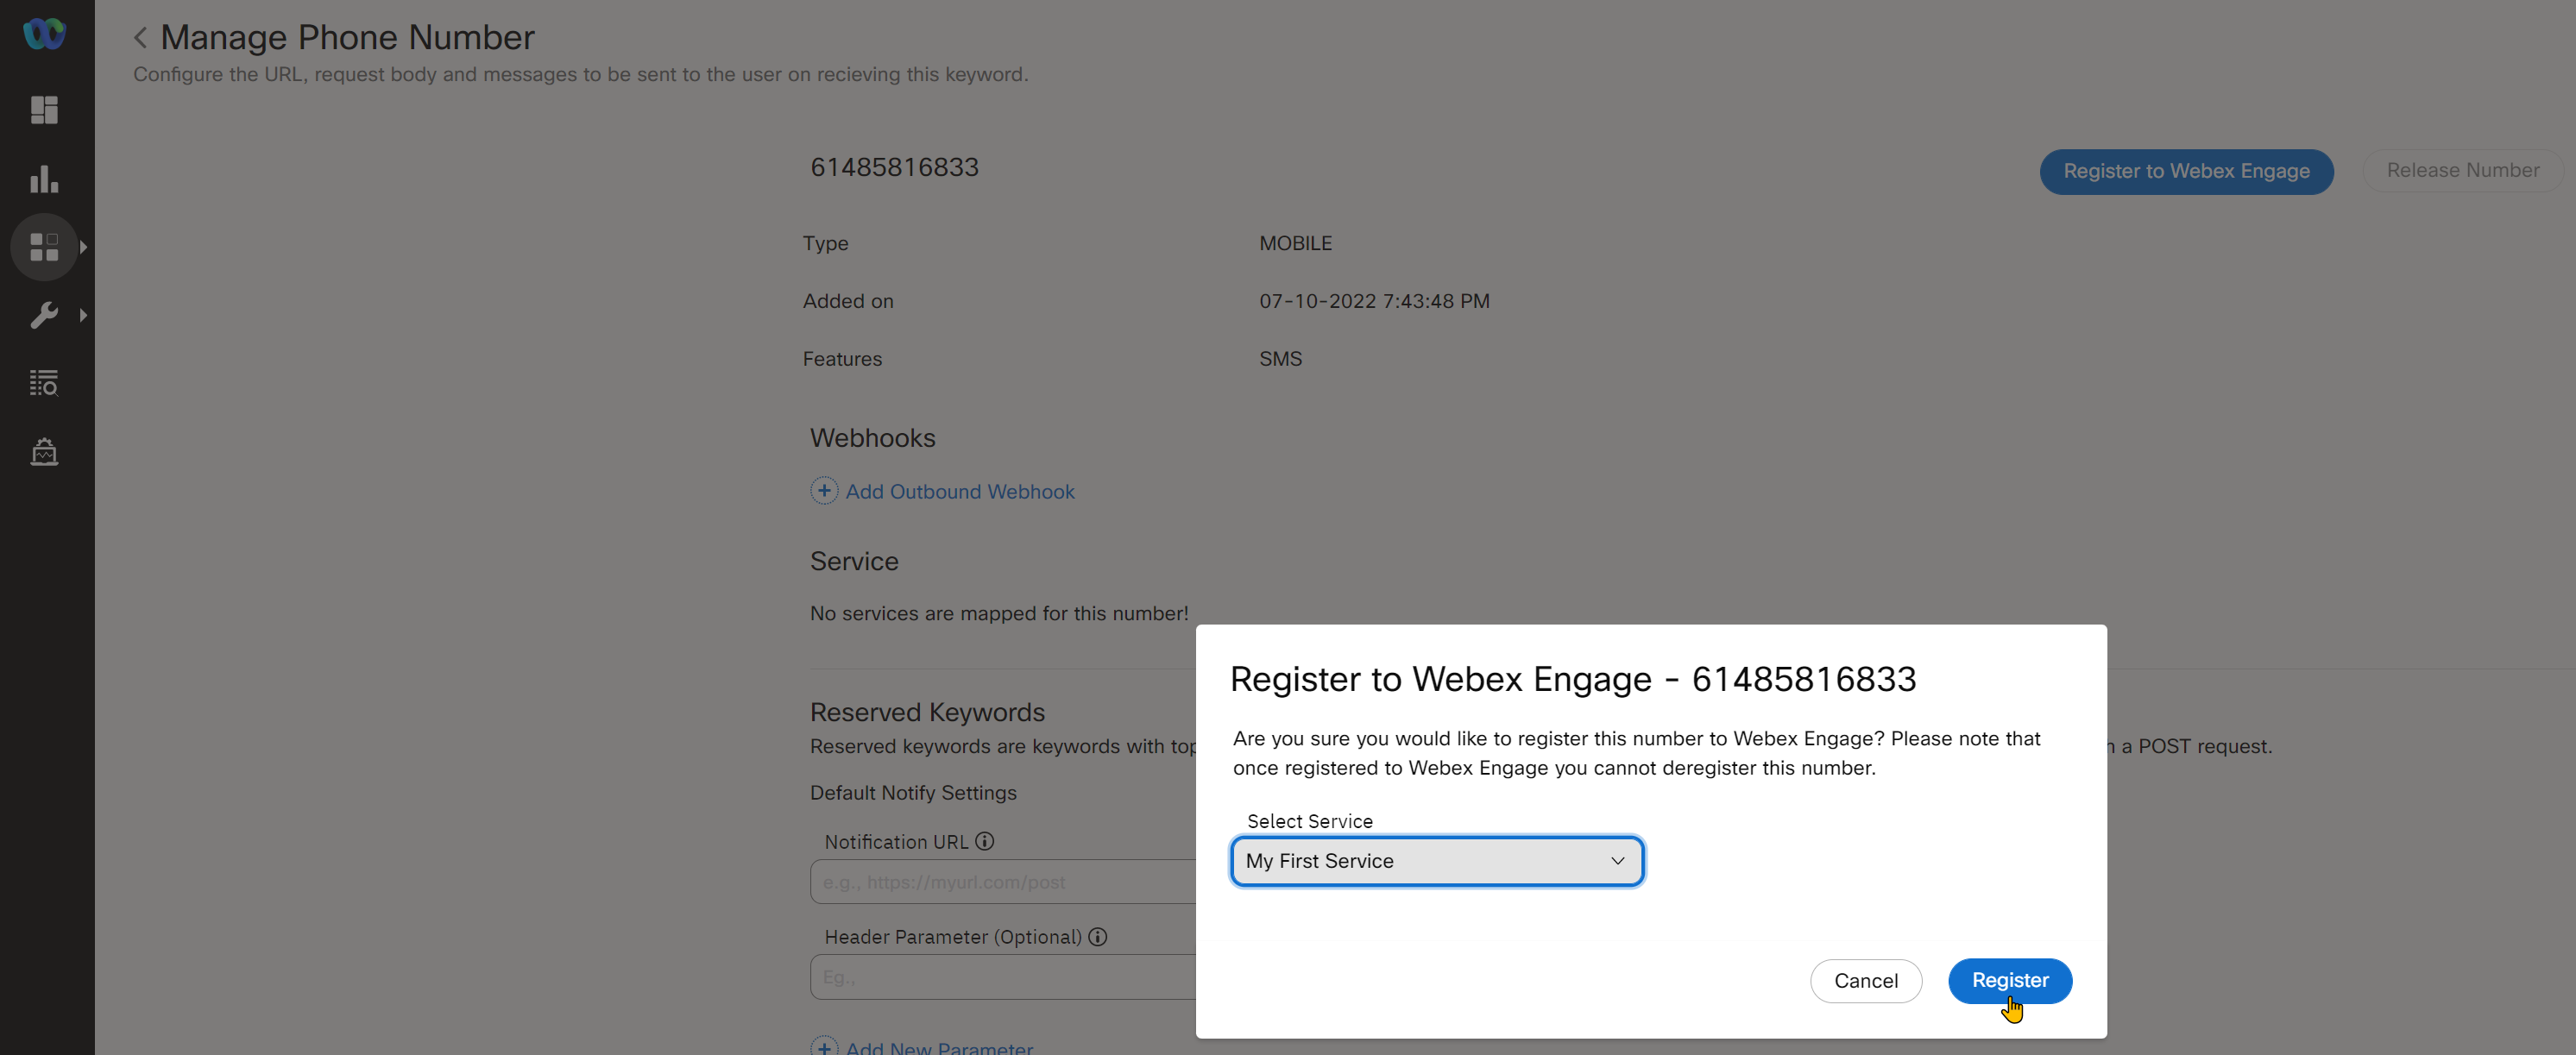 Manage Phone Number
Configure the URL, request body and messages to be sent to the user on recieving this keyword.
61485816833
Register to Webex Engage
Release Number
Type MOBILE
Added on 07-10-2022 7:43:48 PM
Features SMS
Webhooks
Add Outbound Webhook
Service
No services are mapped for this number!
Reserved Keywords
Reserved keywords are keywords with top
a POST request.
Default Notify Settings
Notification URL
e.g., https://myurl.com/post
Header Parameter (Optional)
Eg.,
Add New Parameter
Register to Webex Engage - 61485816833
Are you sure you would like to register this number to Webex Engage? Please note that
once registered to Webex Engage you cannot deregister this number.
Select Service
My First Service
Cancel
Register